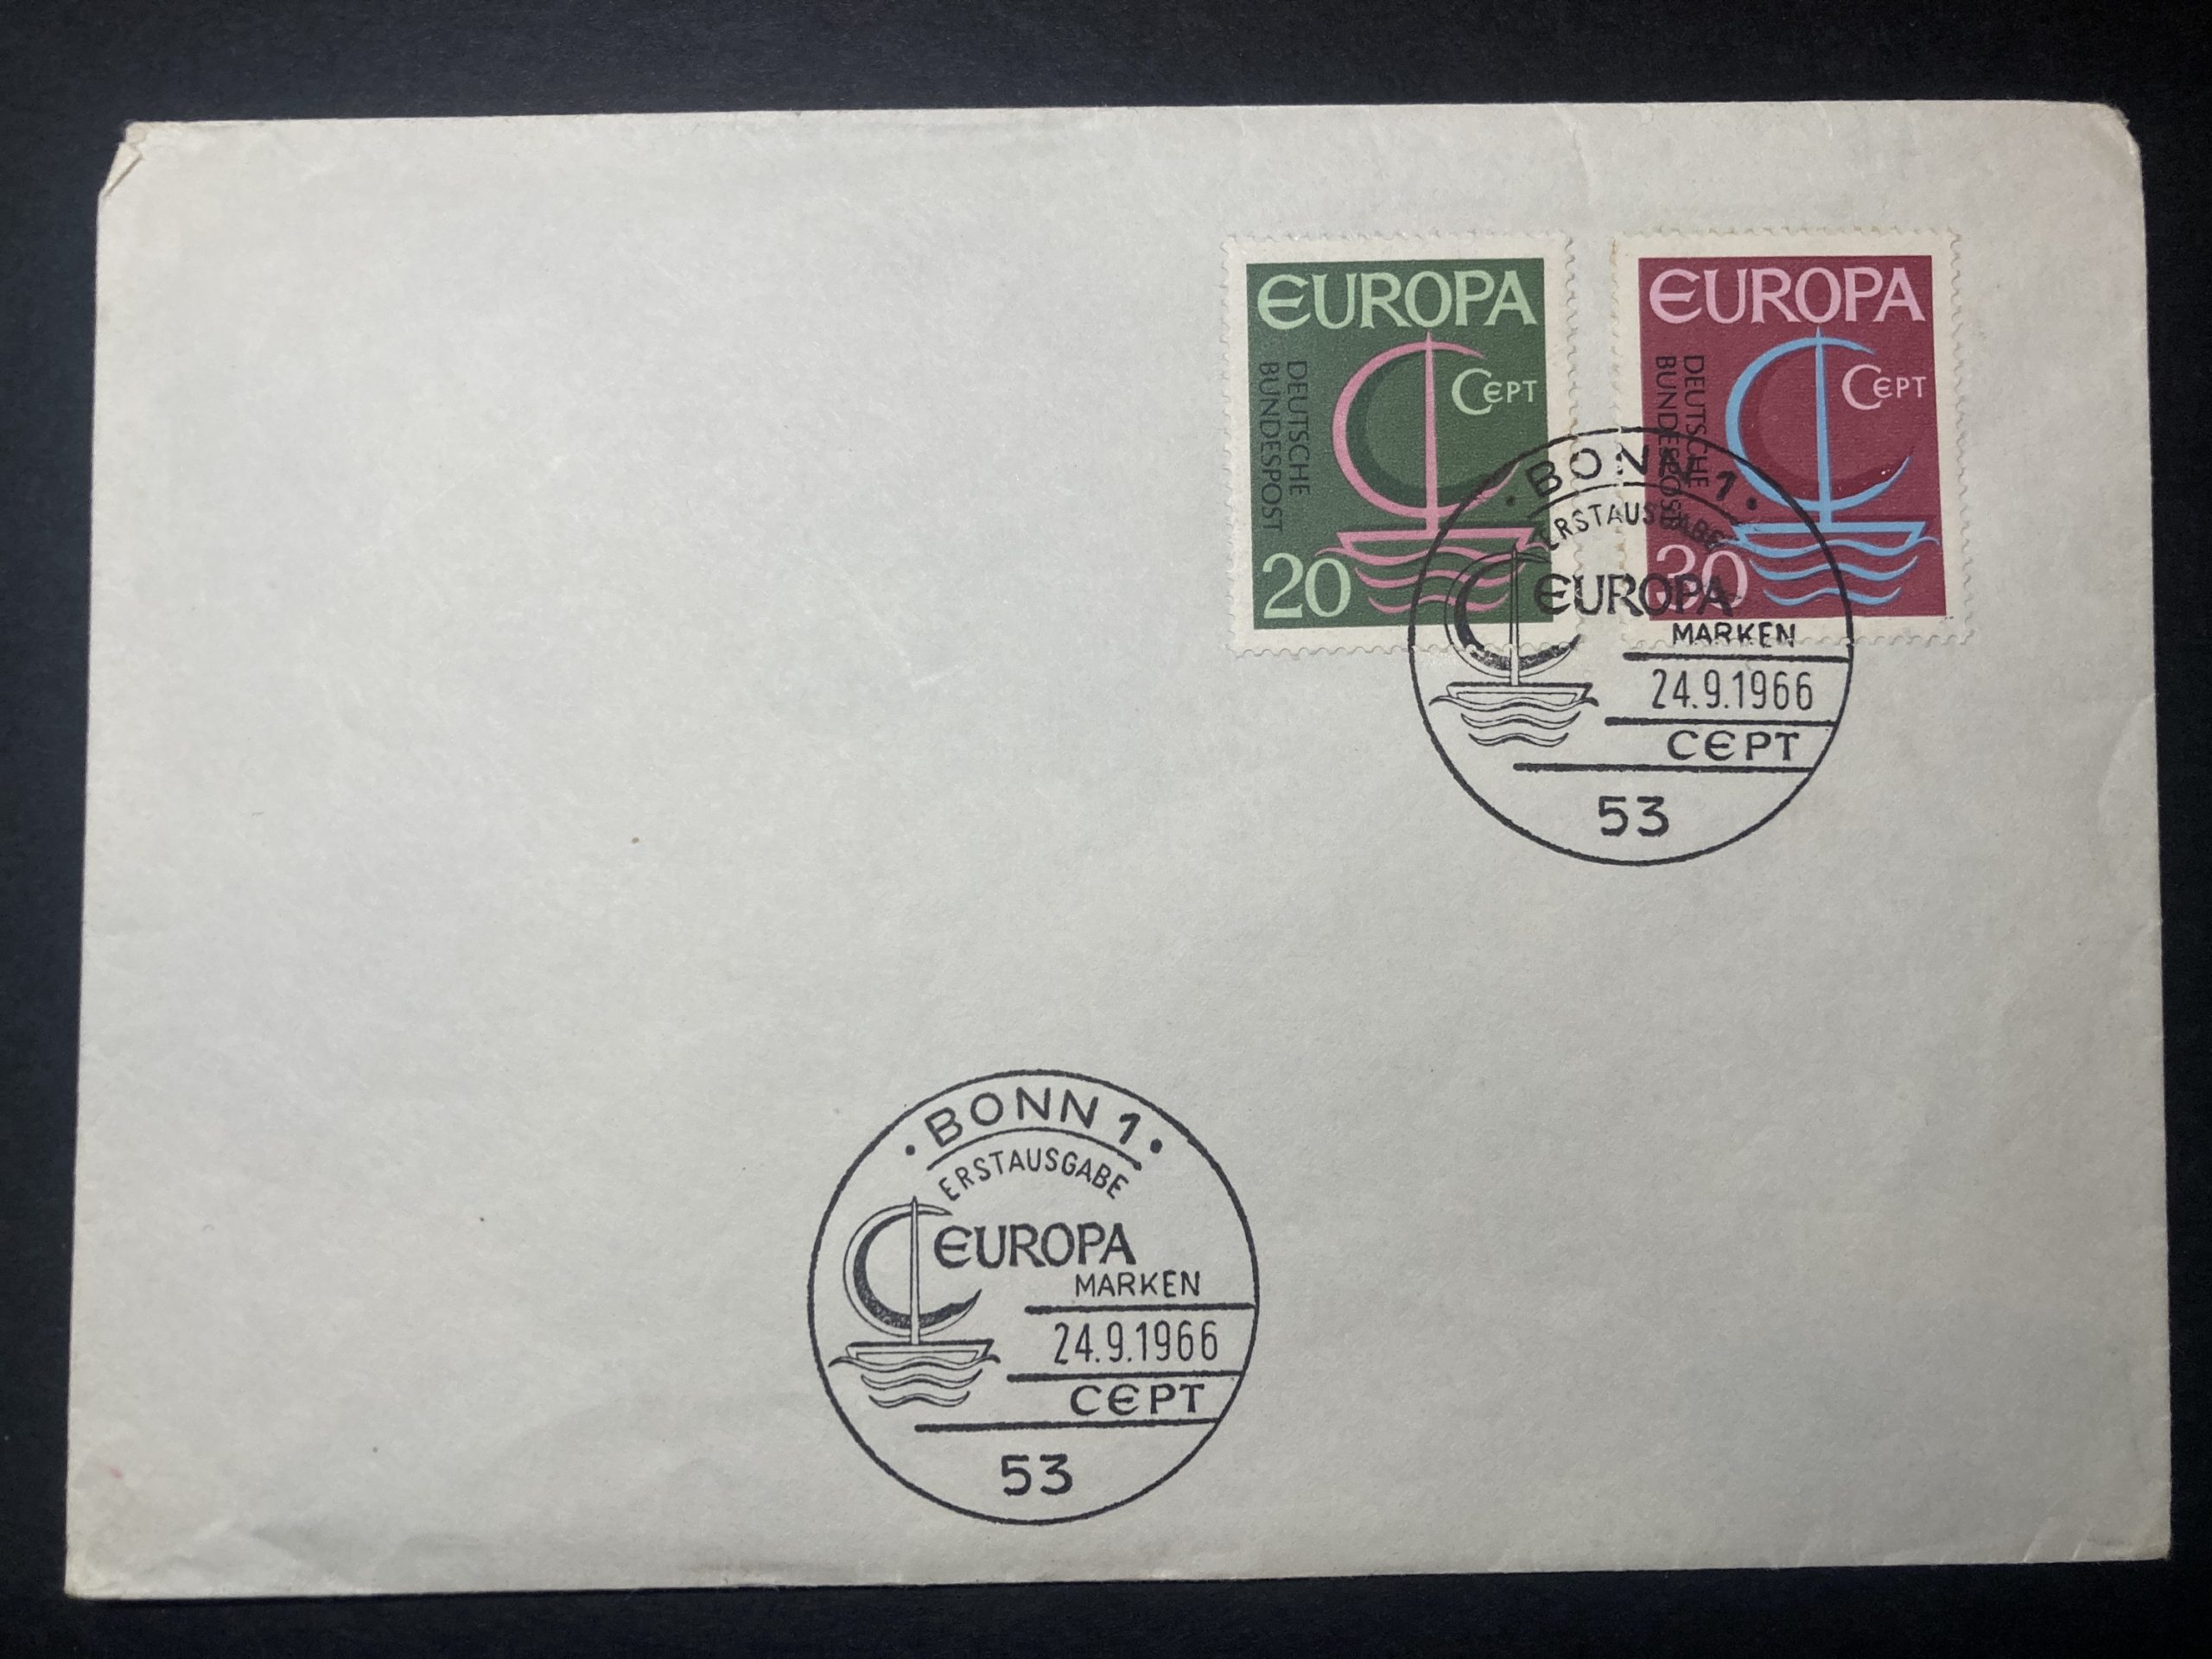 EUROPA
CEPT
DEUTSCHE
BUNDESPOST
20
EUROPA
CEPT
DEUTSCHE
BUNDESPOST
30
BONN 1
ERSTAUSGABE
EUROPA
MARKEN
24.9.1966
CEPT
53
BONN 1
ERSTAUSGABE
EUROPA
MARKEN
24.9.1966
CEPT
53